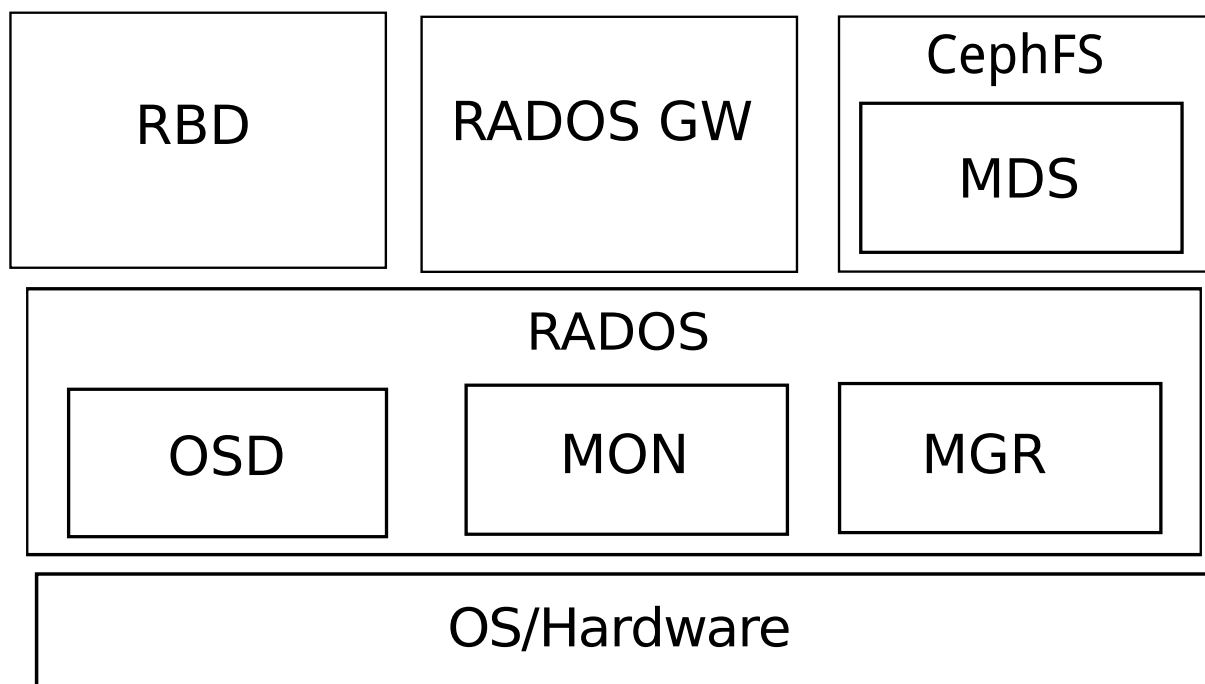 RBD
RADOS GW
CephFS
MDS
RADOS
OSD
MON
MGR
OS/Hardware